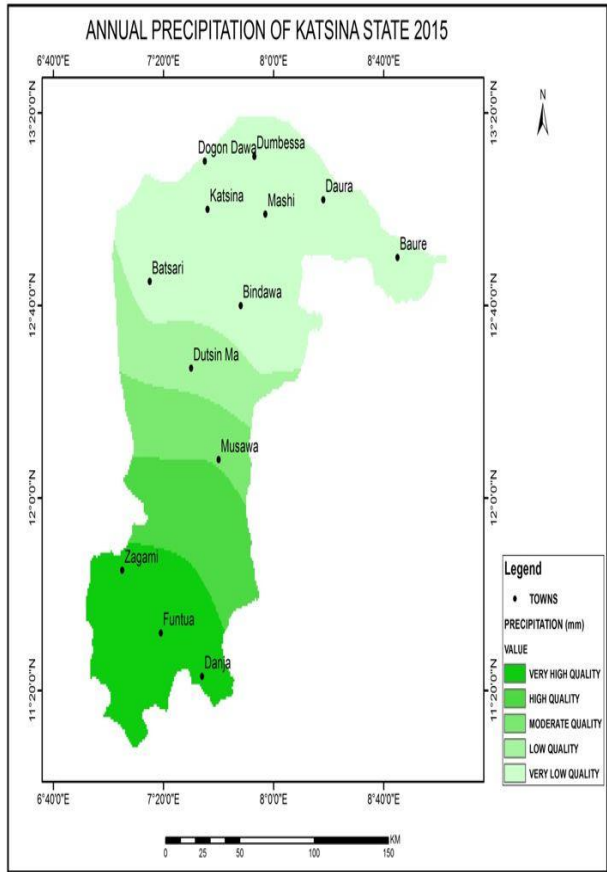 ANNUAL PRECIPITATION OF KATSINA STATE 2015
6°40'0"E 7°20'0"E 8°0'0"E 8°40'0"E
13°20'0"N 13°20'0"N
N
Dogon Dawa Dumbessa
Katsina Mashi Daura
Baure
Batsari
Bindawa
12°40'0"N 12°40'0"N
Dutsin Ma
Musawa
12°0'0"N 12°0'0"N
Zagami
Funtua
Danja
11°20'0"N 11°20'0"N
Legend
TOWNS
PRECIPITATION (mm)
VALUE
VERY HIGH QUALITY
HIGH QUALITY
MODERATE QUALITY
LOW QUALITY
VERY LOW QUALITY
6°40'0"E 7°20'0"E 8°0'0"E 8°40'0"E
KM
0 25 50 100 150